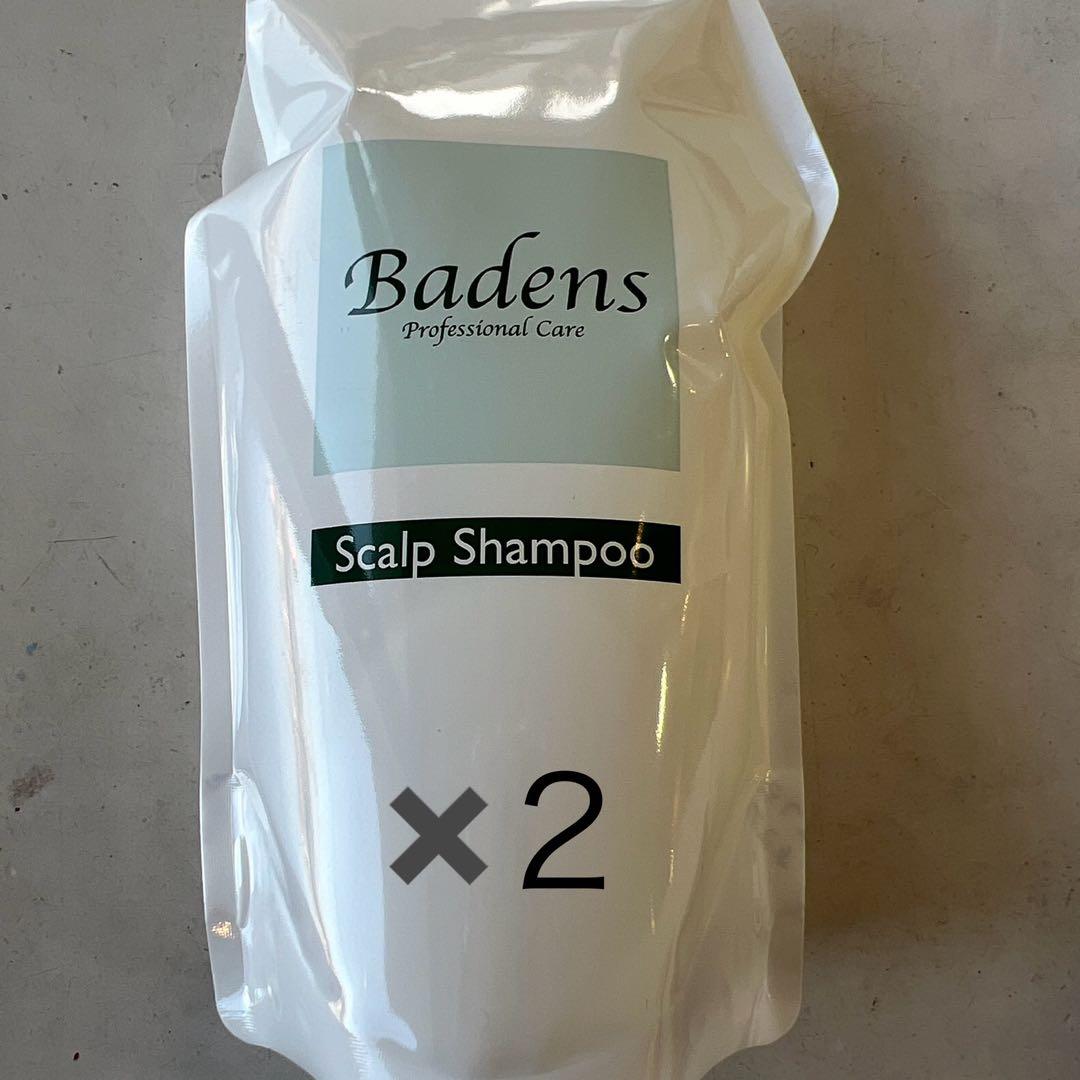 Badens
Professional Care
Scalp Shampoo
✖２